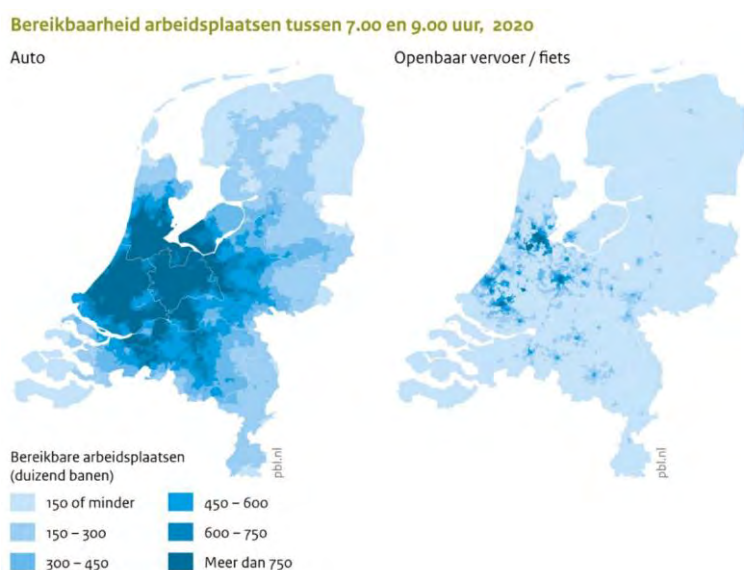 Bereikbaarheid arbeidsplaatsen tussen 7.00 en 9.00 uur, 2020
Auto
Openbaar vervoer / fiets
Bereikbare arbeidsplaatsen
(duizend banen)
150 of minder
150 – 300
300 – 450
450 – 600
600 – 750
Meer dan 750
pbl.nl
pbl.nl